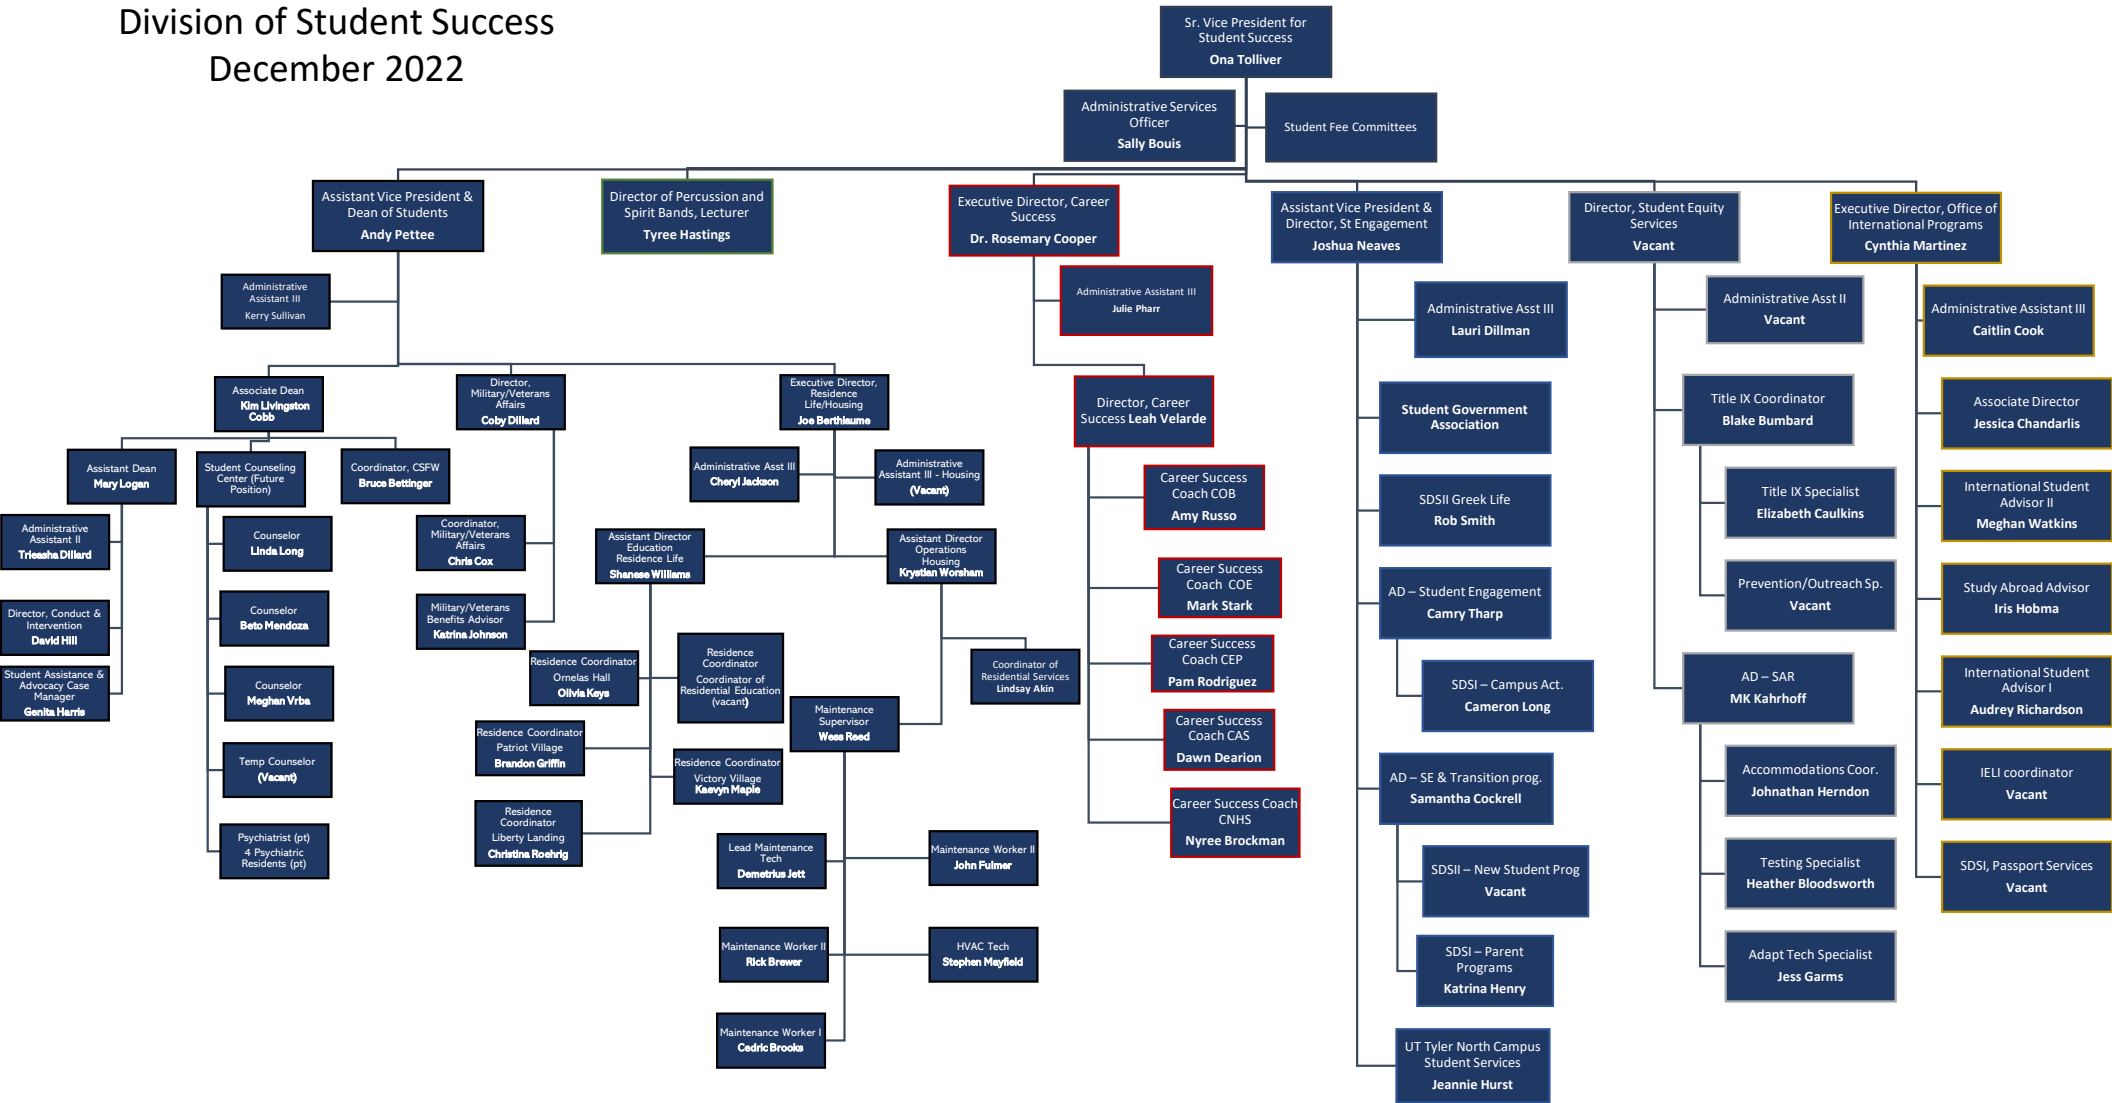 Division of Student Success
December 2022
Sr. Vice President for
Student Success
Ona Tolliver
Administrative Services
Officer
Sally Bouis
Student Fee Committees
Assistant Vice President &
Dean of Students
Andy Pettee
Director of Percussion and
Spirit Bands, Lecturer
Tyree Hastings
Executive Director, Career
Success
Dr. Rosemary Cooper
Assistant Vice President &
Director, St Engagement
Joshua Neaves
Director, Student Equity
Services
Vacant
Executive Director, Office of
International Programs
Cynthia Martinez
Administrative
Assistant III
Kerry Sullivan
Associate Dean
Kim Livingston
Cobb
Director,
Military/Veterans
Affairs
Coby Dillard
Executive Director,
Residence
Life/Housing
Joe Berthiaume
Assistant Dean
Mary Logan
Student Counseling
Center (Future
Position)
Coordinator, CSFW
Bruce Bettinger
Administrative
Assistant II
Trieasha Dillard
Director, Conduct &
Intervention
David Hill
Student Assistance &
Advocacy Case
Manager
Genita Harris
Counselor
Linda Long
Counselor
Beto Mendoza
Counselor
Meghan Vrba
Temp Counselor
(Vacant)
Psychiatrist (pt)
4 Psychiatric
Residents (pt)
Coordinator,
Military/Veterans
Affairs
Chris Cox
Military/Veterans
Benefits Advisor
Katrina Johnson
Administrative Asst III
Cheryl Jackson
Administrative
Assistant III - Housing
(Vacant)
Assistant Director
Education
Residence Life
Shanese Williams
Assistant Director
Operations
Housing
Krystian Worsham
Residence Coordinator
Ornelas Hall
Olivia Keys
Residence
Coordinator
Coordinator of
Residential Education
(vacant)
Residence Coordinator
Patriot Village
Brandon Griffin
Residence Coordinator
Victory Village
Kaevyn Maple
Residence
Coordinator
Liberty Landing
Christina Roehrig
Coordinator of
Residential Services
Lindsay Akin
Maintenance
Supervisor
Wess Reed
Lead Maintenance
Tech
Demetrius Jett
Maintenance Worker II
John Fulmer
Maintenance Worker II
Rick Brewer
HVAC Tech
Stephen Mayfield
Maintenance Worker I
Cedric Brooks
Administrative Assistant III
Julie Pharr
Director, Career
Success Leah Velarde
Career Success
Coach COB
Amy Russo
Career Success
Coach COE
Mark Stark
Career Success
Coach CEP
Pam Rodriguez
Career Success
Coach CAS
Dawn Dearion
Career Success Coach
CNHS
Nyree Brockman
Administrative Asst III
Lauri Dillman
Student Government
Association
SDSII Greek Life
Rob Smith
AD – Student Engagement
Camry Tharp
SDSI – Campus Act.
Cameron Long
AD – SE & Transition prog.
Samantha Cockrell
SDSII – New Student Prog
Vacant
SDSI – Parent
Programs
Katrina Henry
UT Tyler North Campus
Student Services
Jeannie Hurst
Administrative Asst II
Vacant
Title IX Coordinator
Blake Bumbard
Title IX Specialist
Elizabeth Caulkins
Prevention/Outreach Sp.
Vacant
AD – SAR
MK Kahrhoff
Accommodations Coor.
Johnathan Herndon
Testing Specialist
Heather Bloodsworth
Adapt Tech Specialist
Jess Garms
Administrative Assistant III
Caitlin Cook
Associate Director
Jessica Chandarlis
International Student
Advisor II
Meghan Watkins
Study Abroad Advisor
Iris Hobma
International Student
Advisor I
Audrey Richardson
IELI coordinator
Vacant
SDSI, Passport Services
Vacant